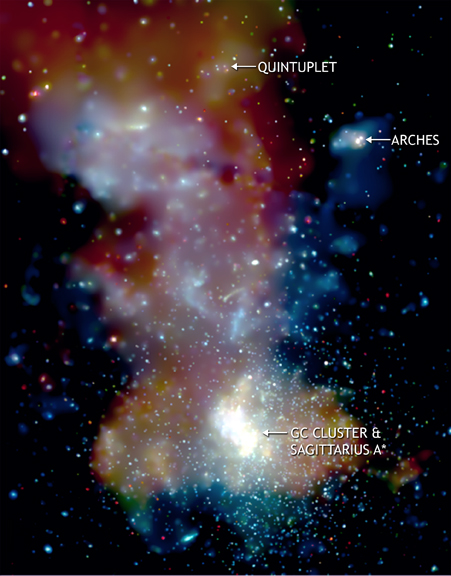 QUINTUPLET
ARCHES
GC CLUSTER &
SAGITTARIUS A*